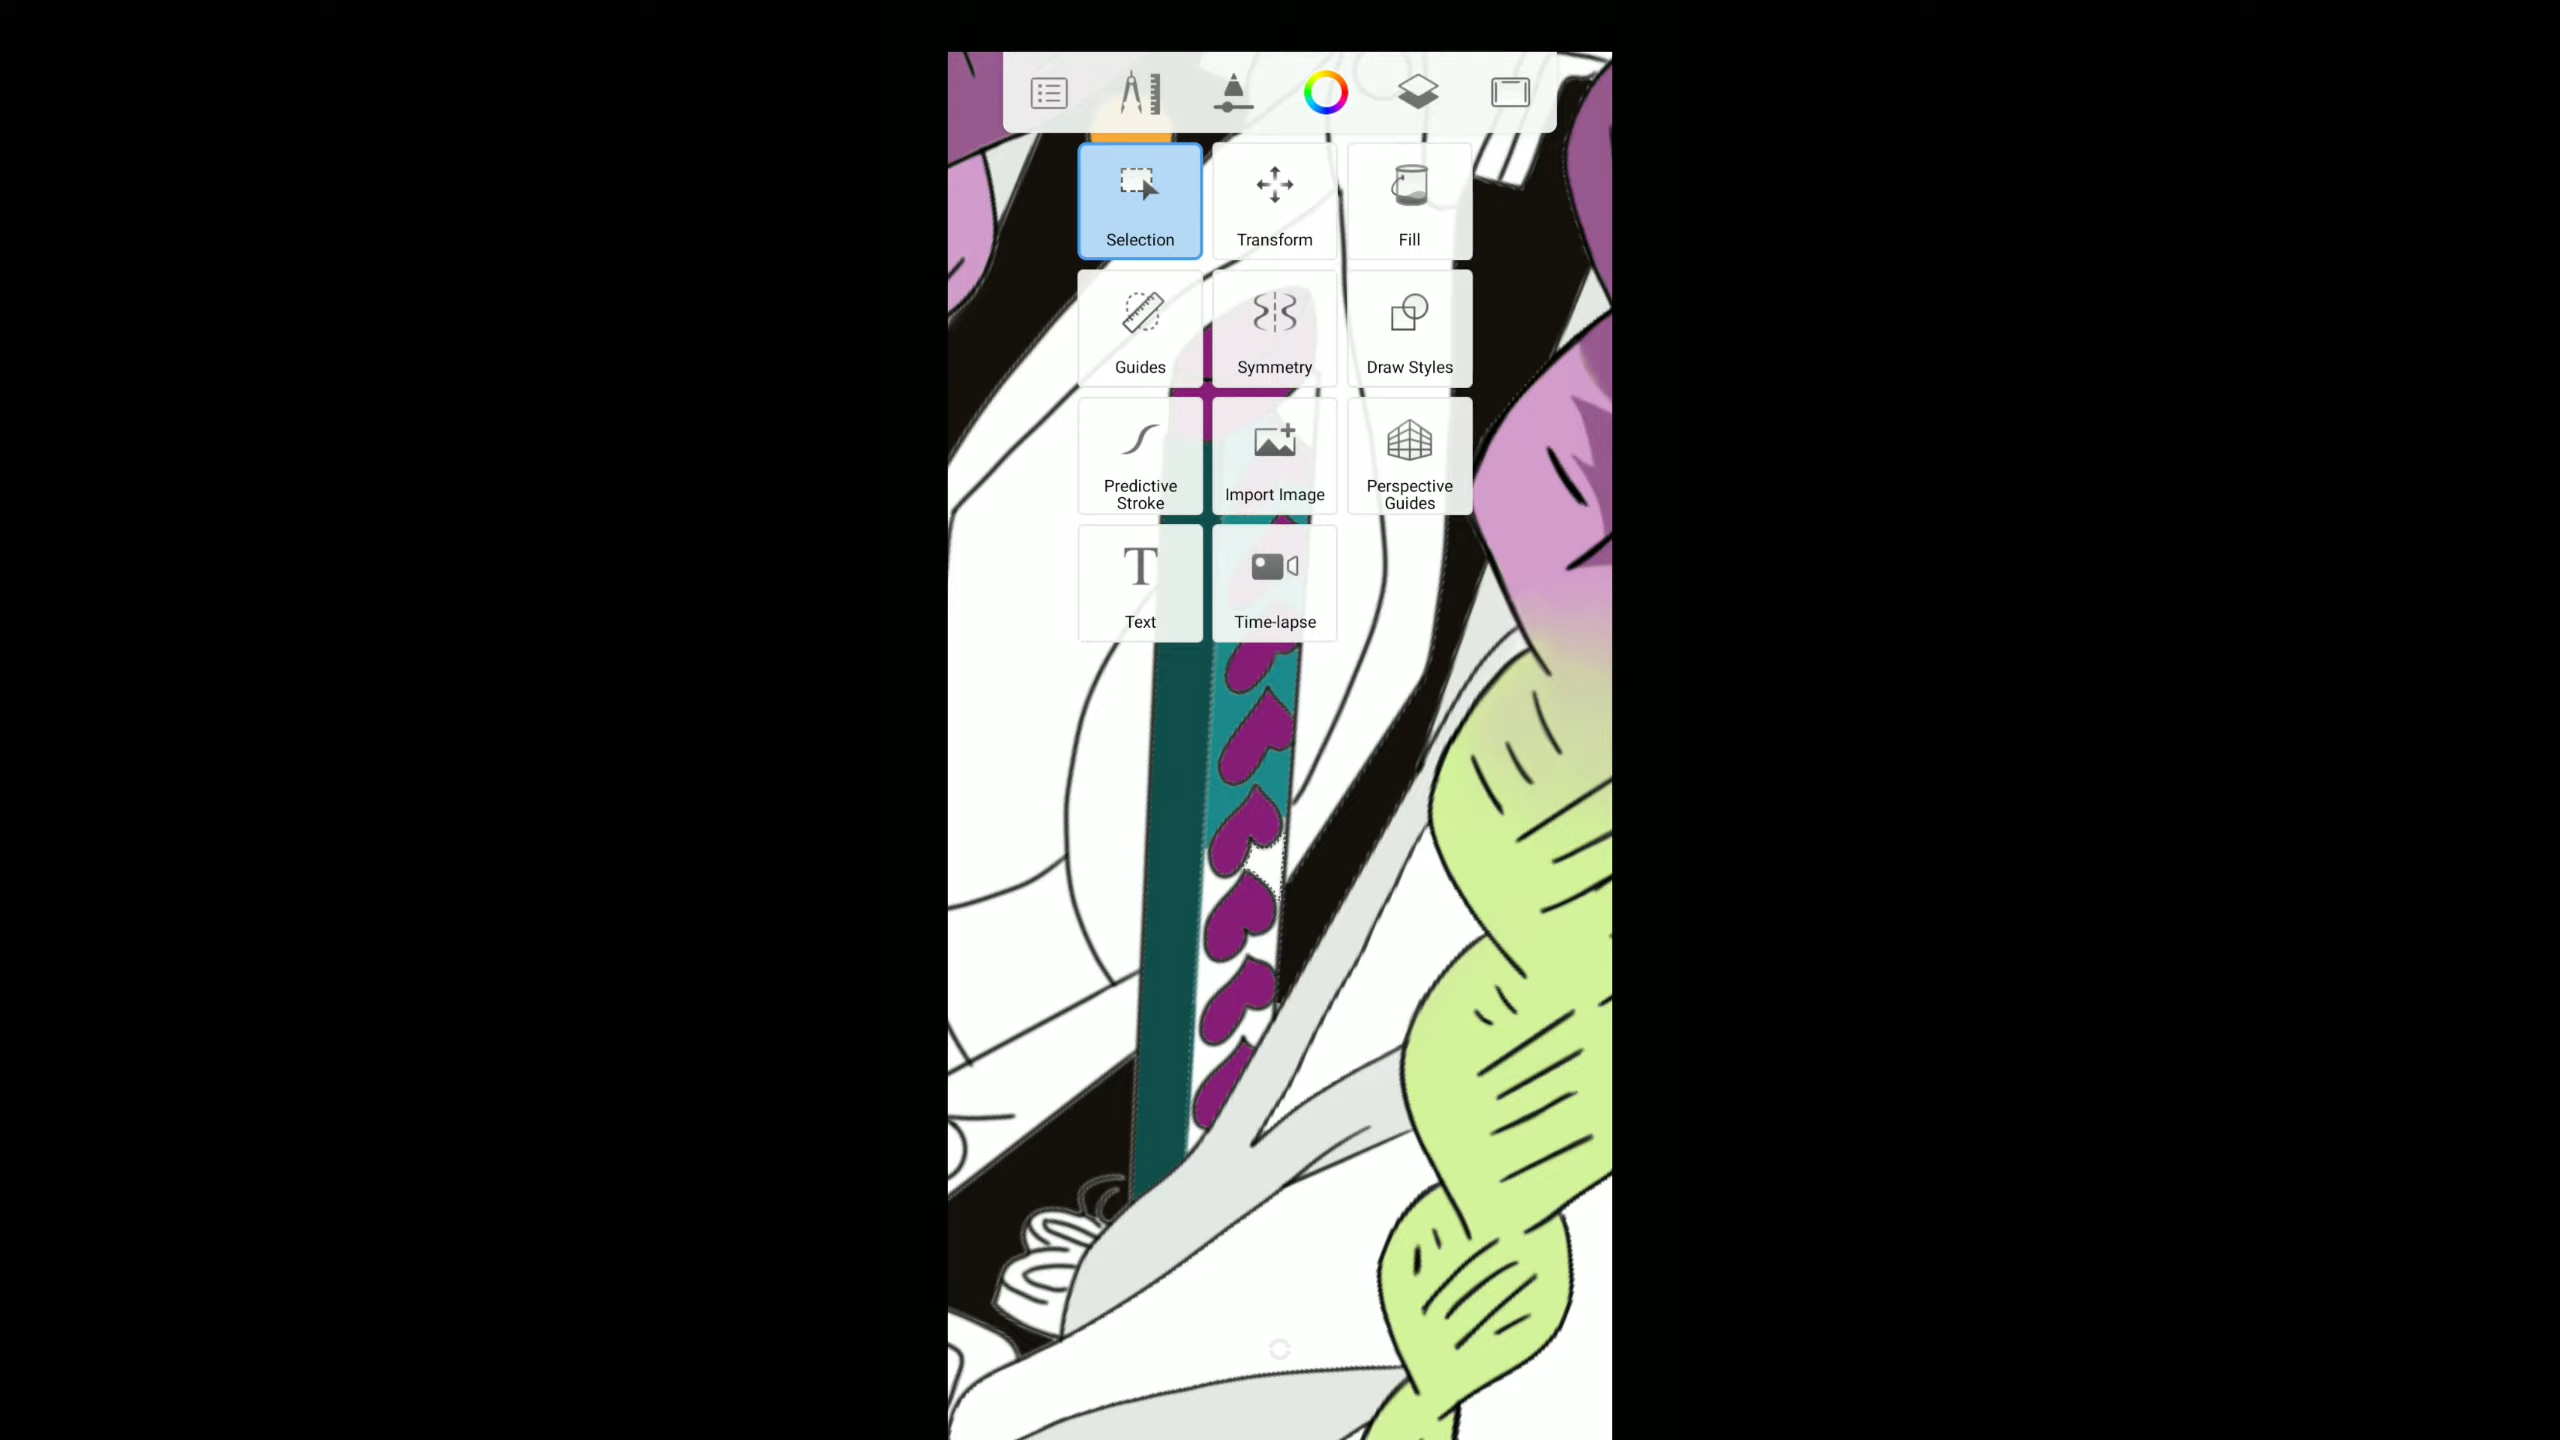 Selection
Transform
Fill
Guides
Symmetry
Draw Styles
Predictive
Stroke
Import Image
Perspective
Guides
Text
Time-lapse